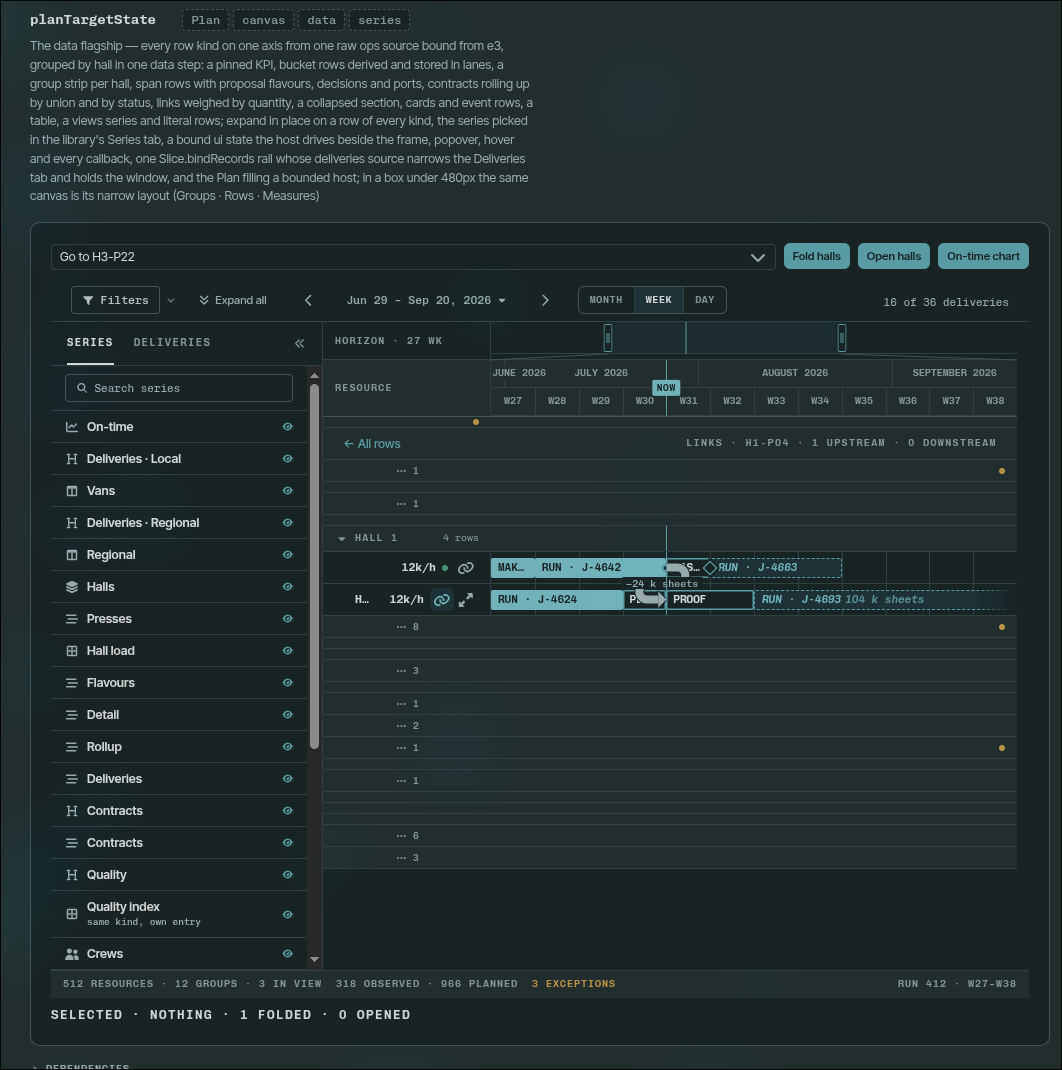 planTargetState Plan canvas data series
The data flagship — every row kind on one axis from one raw ops source bound from e3,
grouped by hall in one data step: a pinned KPI, bucket rows derived and stored in lanes, a
group strip per hall, span rows with proposal flavours, decisions and ports, contracts rolling up
by union and by status, links weighed by quantity, a collapsed section, cards and event rows, a
table, a views series and literal rows; expand in place on a row of every kind, the series picked
in the library's Series tab, a bound ui state the host drives beside the frame, popover, hover
and every callback, one Slice.bindRecords rail whose deliveries source narrows the Deliveries
tab and holds the window, and the Plan filling a bounded host; in a box under 480px the same
canvas is its narrow layout (Groups · Rows · Measures)
Go to H3-P22 Fold halls Open halls On-time chart
Filters Expand all Jun 29 – Sep 20, 2026 MONTH WEEK DAY 16 of 36 deliveries
SERIES DELIVERIES
HORIZON · 27 WK
RESOURCE
JUNE 2026 JULY 2026 AUGUST 2026 SEPTEMBER 2026
NOW
W27 W28 W29 W30 W31 W32 W33 W34 W35 W36 W37 W38
Search series
On-time
Deliveries · Local
Vans
Deliveries · Regional
Regional
Halls
Presses
Hall load
Flavours
Detail
Rollup
Deliveries
Contracts
Contracts
Quality
Quality index
same kind, own entry
Crews
← All rows LINKS · H1-P04 · 1 UPSTREAM · 0 DOWNSTREAM
··· 1
··· 1
HALL 1 4 rows
12k/h MAK… RUN · J-4642 S… RUN · J-4663
−24 k sheets
H… 12k/h RUN · J-4624 PROOF RUN · J-4693 104 k sheets
··· 8
··· 3
··· 1
··· 2
··· 1
··· 1
··· 6
··· 3
512 RESOURCES · 12 GROUPS · 3 IN VIEW 318 OBSERVED · 966 PLANNED 3 EXCEPTIONS RUN 412 · W27–W38
SELECTED · NOTHING · 1 FOLDED · 0 OPENED
DEPENDENCIES